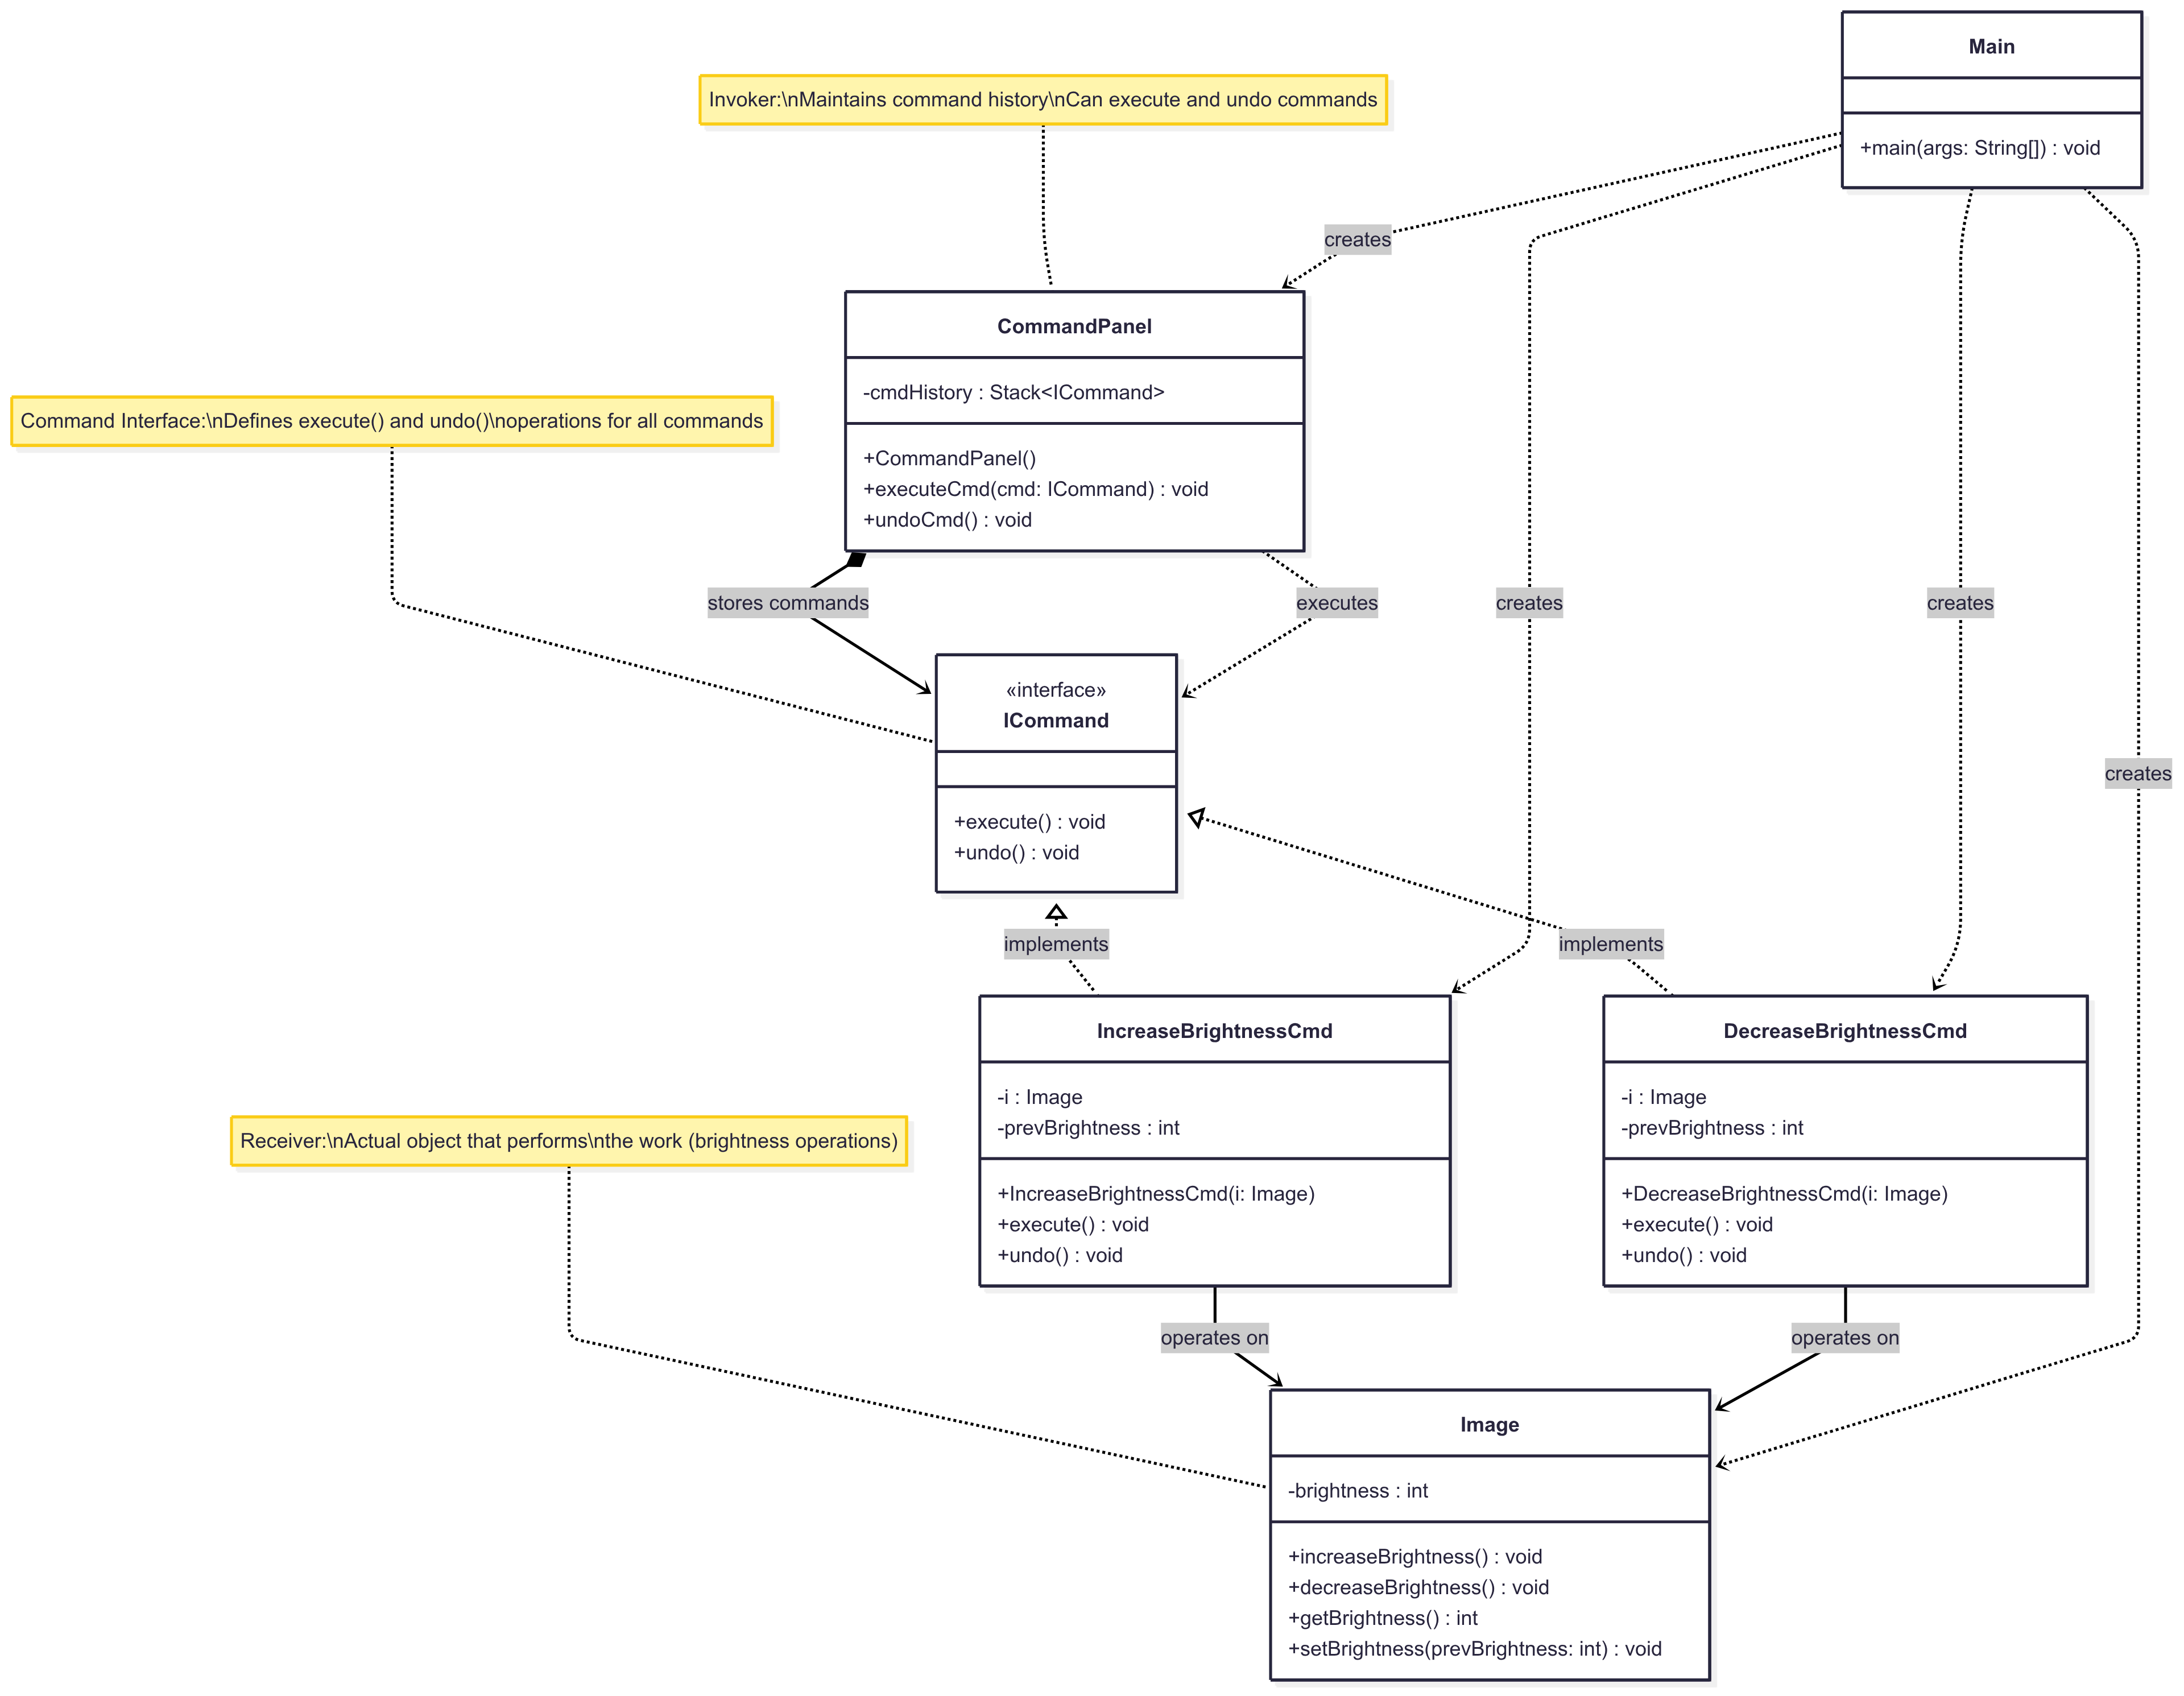 Main
+main(args: String[]) : void
Invoker:\nMaintains command history\nCan execute and undo commands
creates
CommandPanel
-cmdHistory : Stack<ICommand>
+CommandPanel()
+executeCmd(cmd: ICommand) : void
+undoCmd() : void
Command Interface:\nDefines execute() and undo()\noperations for all commands
stores commands
executes
creates
creates
«interface»
ICommand
+execute() : void
+undo() : void
creates
implements
implements
IncreaseBrightnessCmd
-i : Image
-prevBrightness : int
+IncreaseBrightnessCmd(i: Image)
+execute() : void
+undo() : void
DecreaseBrightnessCmd
-i : Image
-prevBrightness : int
+DecreaseBrightnessCmd(i: Image)
+execute() : void
+undo() : void
Receiver:\nActual object that performs\nthe work (brightness operations)
operates on
operates on
Image
-brightness : int
+increaseBrightness() : void
+decreaseBrightness() : void
+getBrightness() : int
+setBrightness(prevBrightness: int) : void